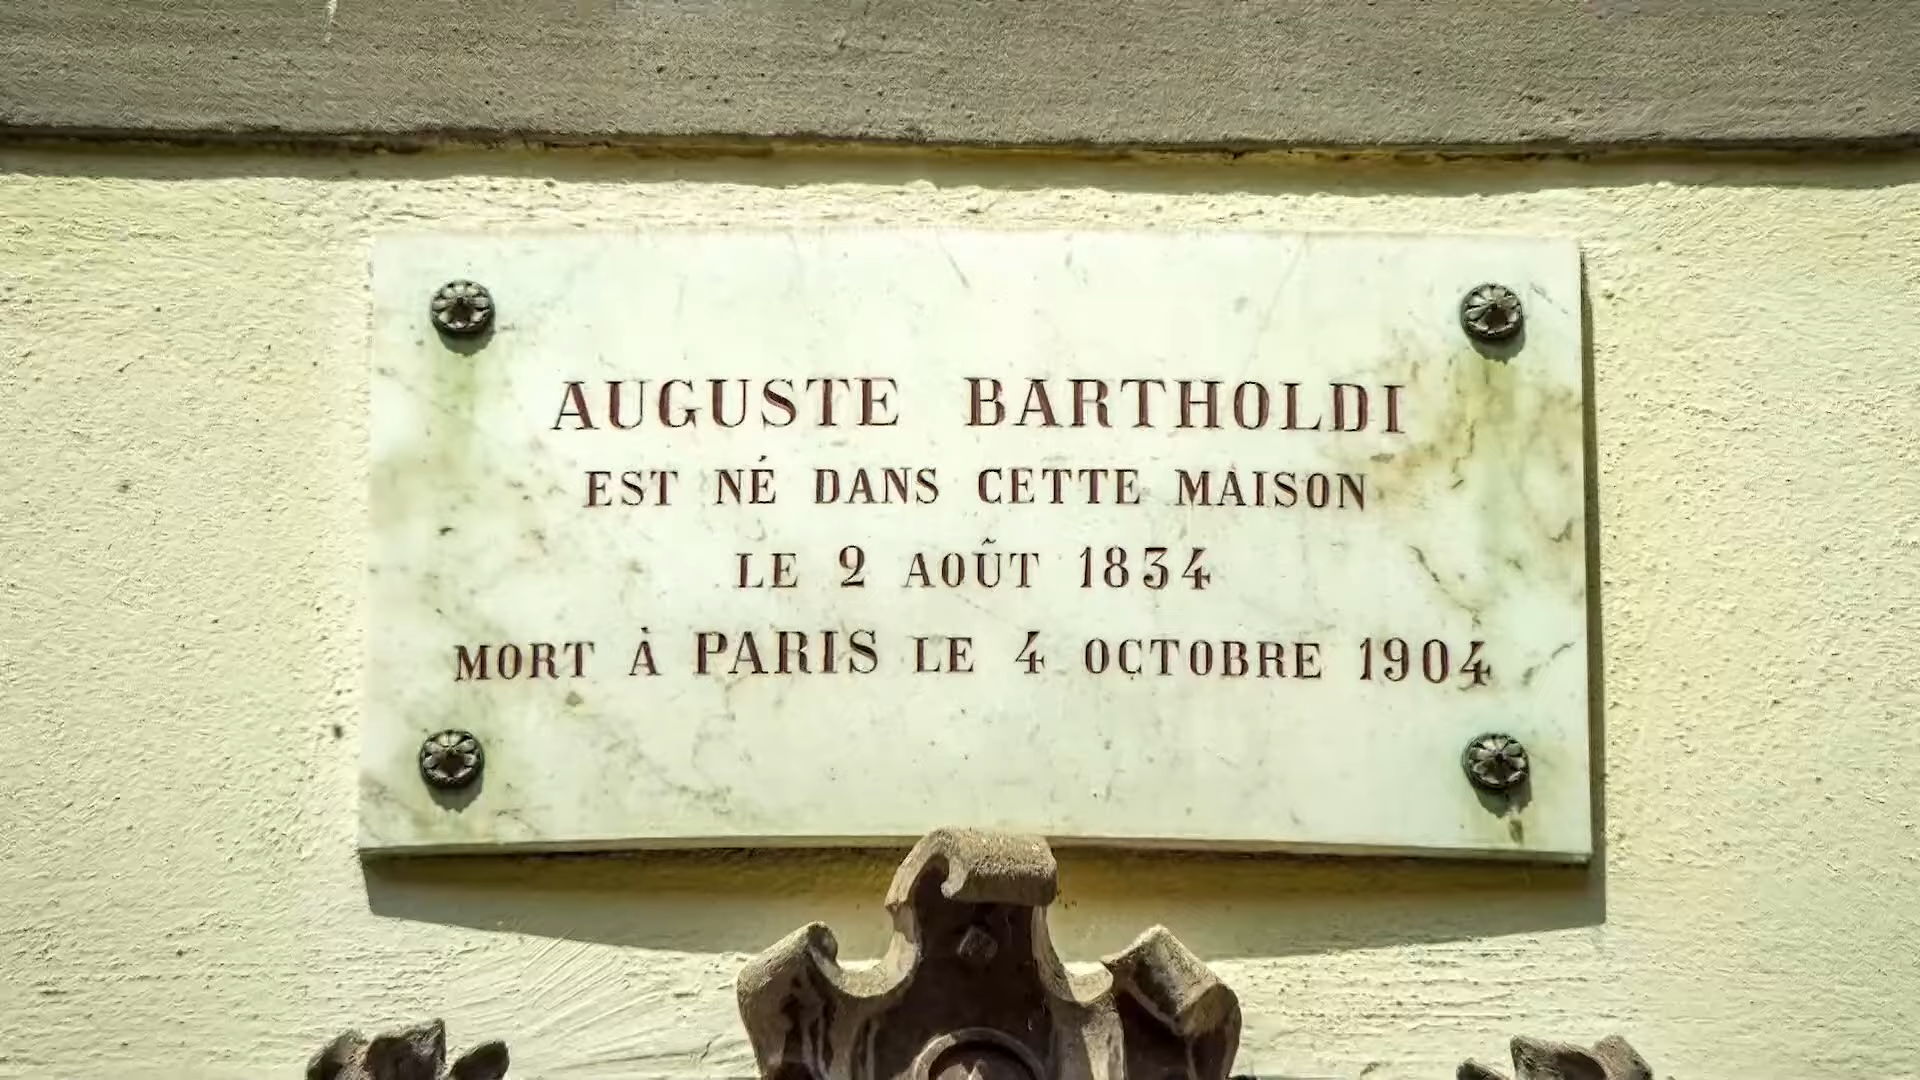 AUGUSTE BARTHOLDI
EST NÉ DANS CETTE MAISON
LE 2 AOÛT 1834
MORT À PARIS LE 4 OCTOBRE 1904